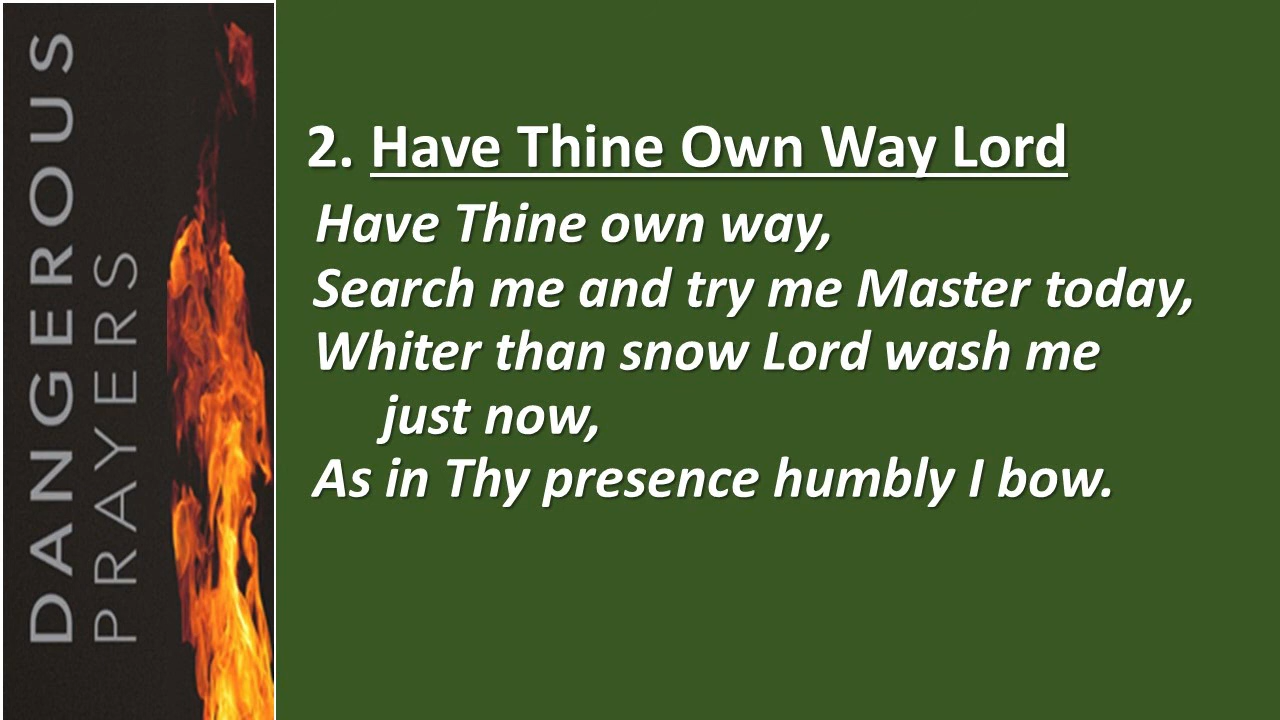 DANGEROUS
PRAYERS
2. Have Thine Own Way Lord
Have Thine own way,
Search me and try me Master today,
Whiter than snow Lord wash me
just now,
As in Thy presence humbly I bow.